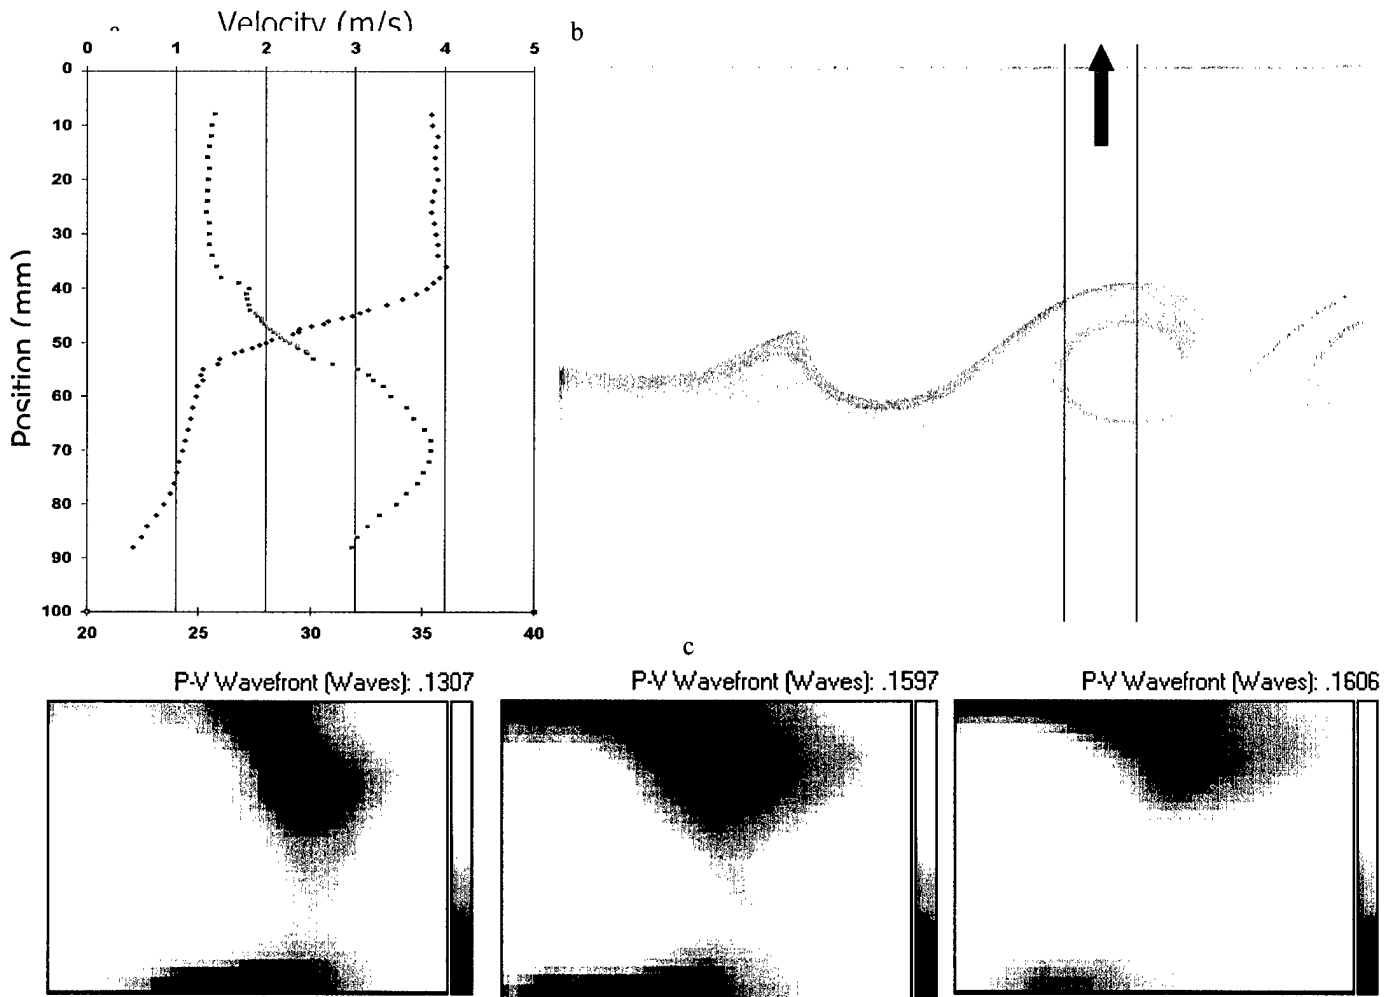 a
Velocity (m/s)
b
0 1 2 3 4 5
0
10
20
30
40
50
60
70
80
90
100
Position (mm)
20 25 30 35 40
c
P-V Wavefront (Waves): .1307
P-V Wavefront (Waves): .1597
P-V Wavefront (Waves): .1606